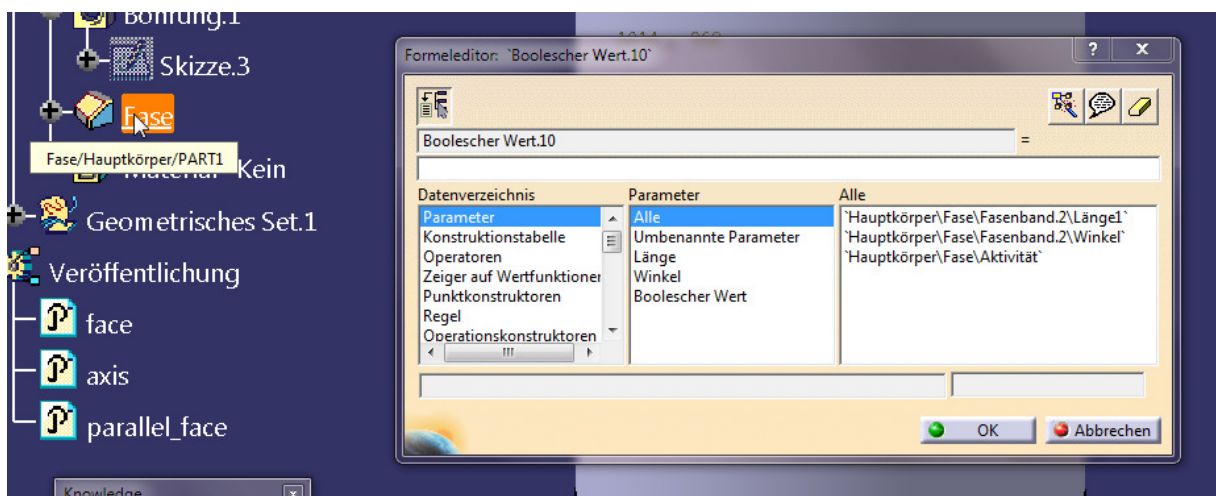 Bohrung.1
Skizze.3
Fase
Fase/Hauptkörper/PART1
Kein
Geometrisches Set.1
Veröffentlichung
face
axis
parallel_face
Knowledge
Formeleditor: `Boolescher Wert.10`
? X
Boolescher Wert.10 =
Datenverzeichnis Parameter Alle
Parameter
Konstruktionstabelle
Operatoren
Zeiger auf Wertfunktioner
Punktkonstruktoren
Regel
Operationskonstruktoren
Alle
Umbenannte Parameter
Länge
Winkel
Boolescher Wert
`Hauptkörper\Fase\Fasenband.2\Länge1`
`Hauptkörper\Fase\Fasenband.2\Winkel`
`Hauptkörper\Fase\Aktivität`
OK Abbrechen